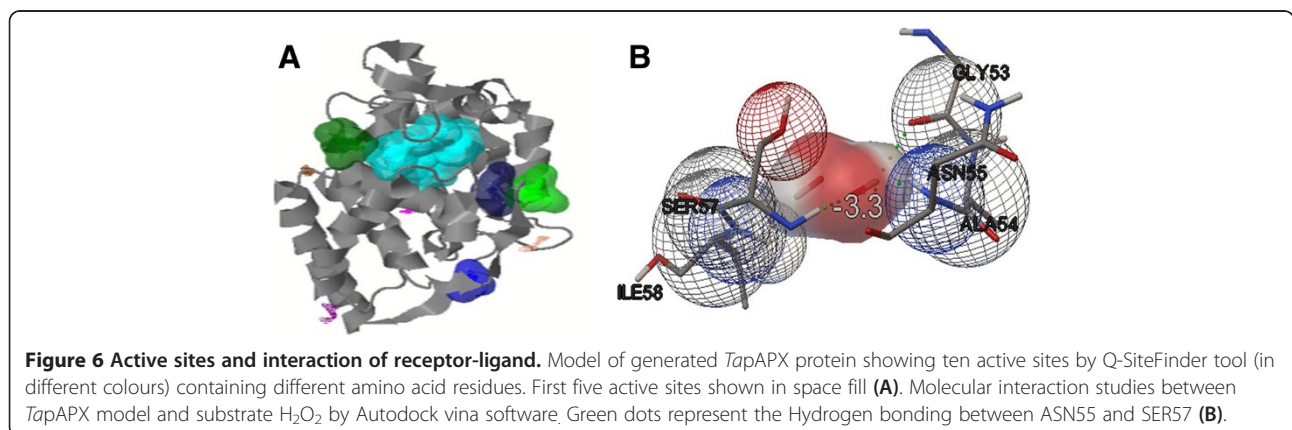 A
B
GLY53
ASN55
SER57
-3.3
ALA54
ILE58
Figure 6 Active sites and interaction of receptor-ligand. Model of generated TapAPX protein showing ten active sites by Q-SiteFinder tool (in
different colours) containing different amino acid residues. First five active sites shown in space fill (A). Molecular interaction studies between
TapAPX model and substrate H₂O₂ by Autodock vina software. Green dots represent the Hydrogen bonding between ASN55 and SER57 (B).